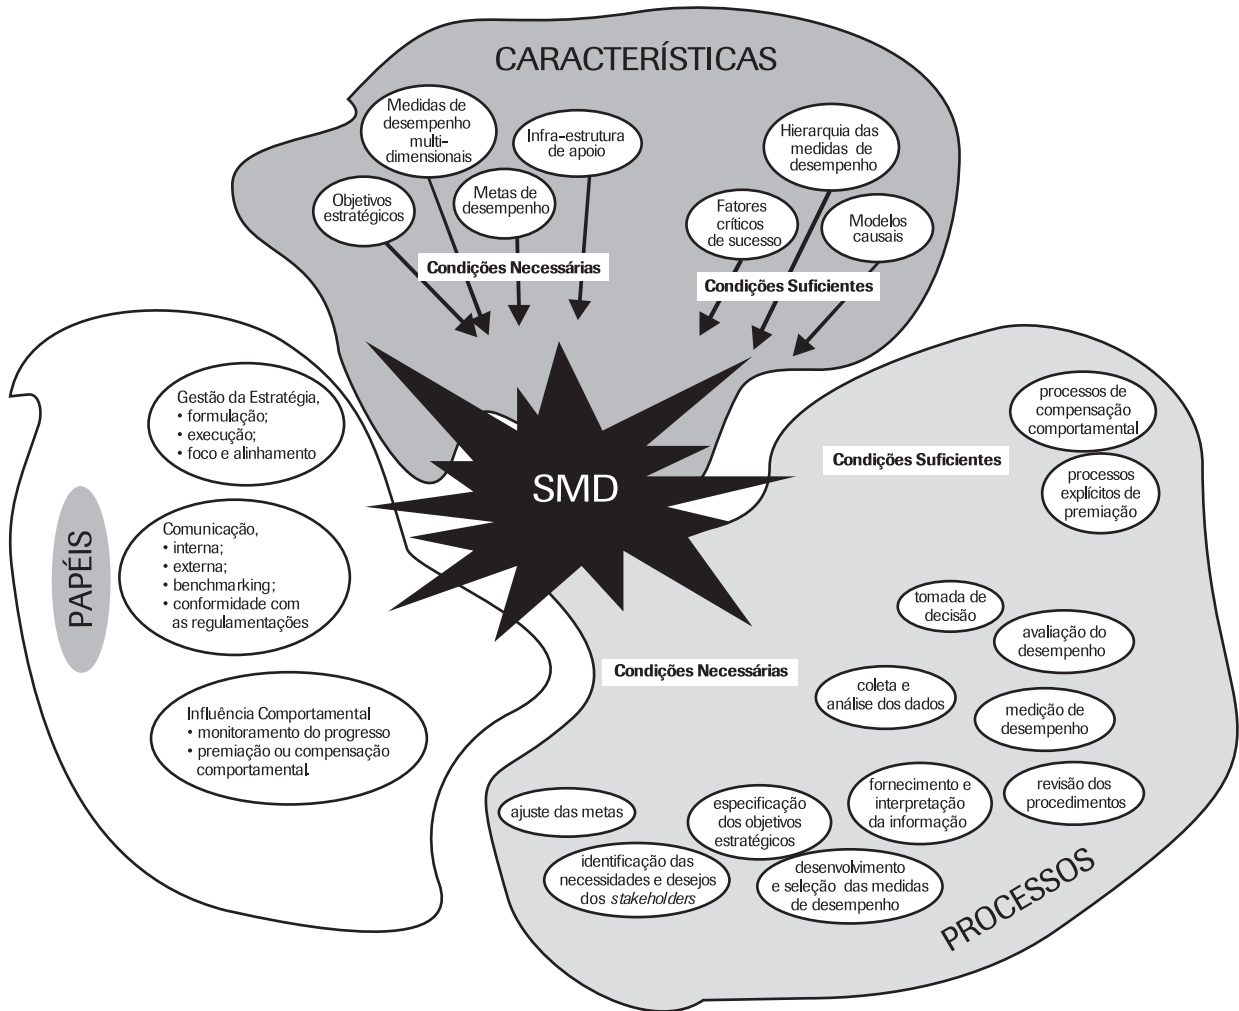 CARACTERÍSTICAS
Medidas de
desempenho
multi-
dimensionais
Infra-estrutura
de apoio
Objetivos
estratégicos
Metas de
desempenho
Hierarquia das
medidas de
desempenho
Fatores
críticos
de sucesso
Modelos
causais
Condições Necessárias
Condições Suficientes
SMD
PAPÉIS
Gestão da Estratégia,
• formulação;
• execução;
• foco e alinhamento
Comunicação,
• interna;
• externa;
• benchmarking;
• conformidade com
as regulamentações
Influência Comportamental
• monitoramento do progresso
• premiação ou compensação
comportamental.
processos de
compensação
comportamental
Condições Suficientes
processos
explícitos de
premiação
tomada de
decisão
avaliação do
desempenho
Condições Necessárias
coleta e
análise dos dados
medição de
desempenho
fornecimento e
interpretação
da informação
revisão dos
procedimentos
ajuste das metas
especificação
dos objetivos
estratégicos
identificação das
necessidades e desejos
dos stakeholders
desenvolvimento
e seleção das medidas
de desempenho
PROCESSOS